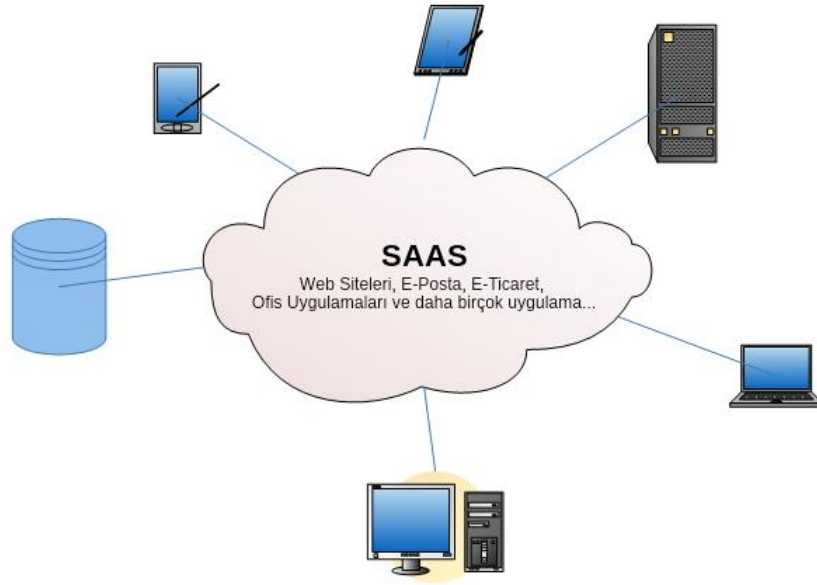 SAAS
Web Siteleri, E-Posta, E-Ticaret,
Ofis Uygulamaları ve daha birçok uygulama...